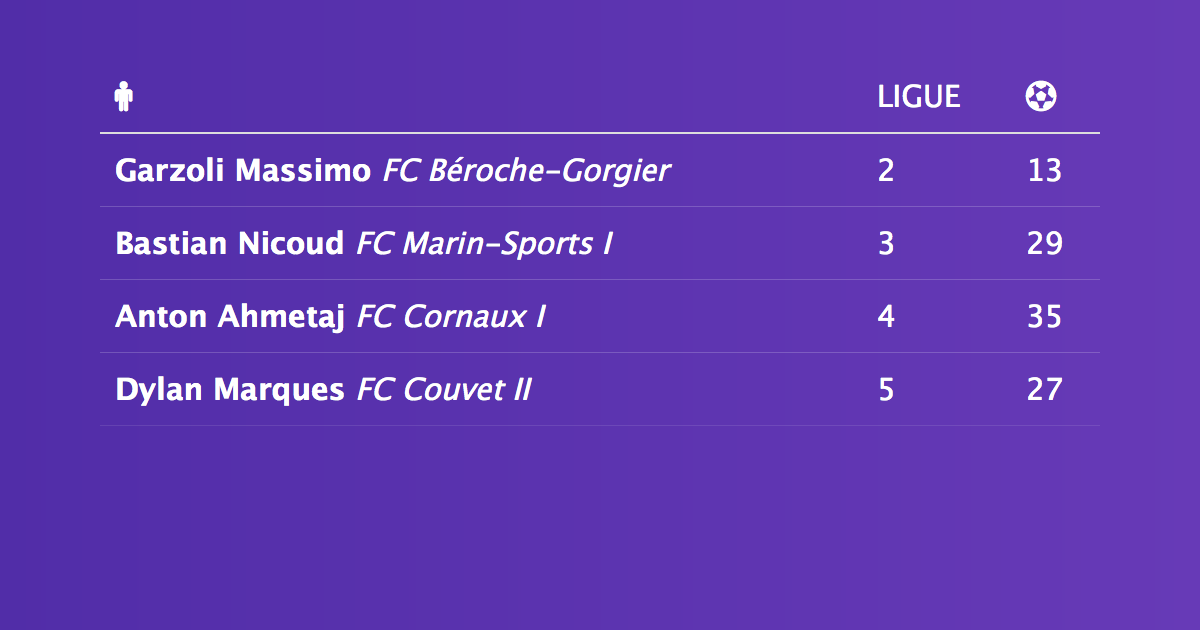 LIGUE
Garzoli Massimo FC Béroche-Gorgier 2 13
Bastian Nicoud FC Marin-Sports I 3 29
Anton Ahmetaj FC Cornaux I 4 35
Dylan Marques FC Couvet II 5 27